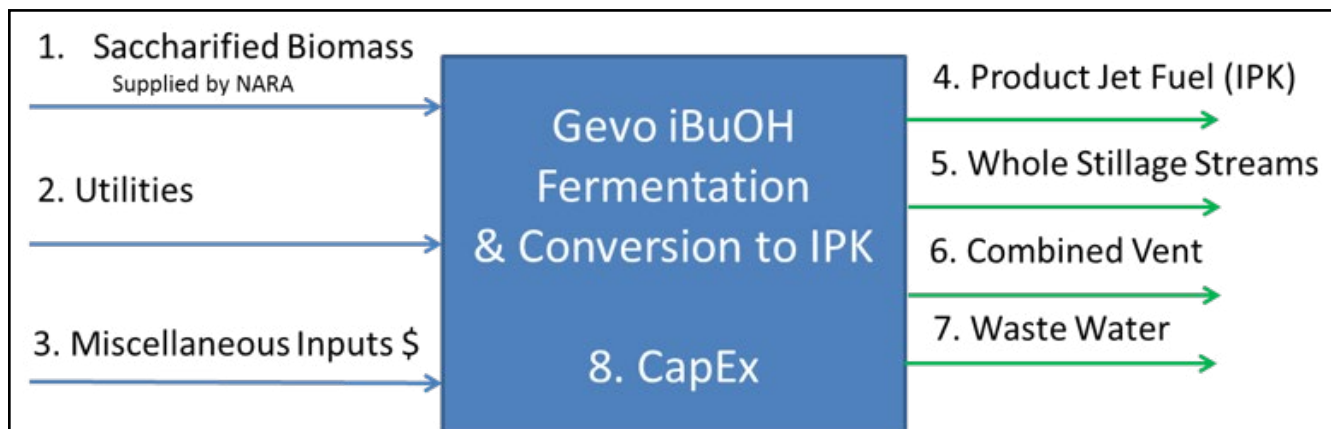 1. Saccharified Biomass
Supplied by NARA
2. Utilities
3. Miscellaneous Inputs $
Gevo iBuOH
Fermentation
& Conversion to IPK
8. CapEx
4. Product Jet Fuel (IPK)
5. Whole Stillage Streams
6. Combined Vent
7. Waste Water